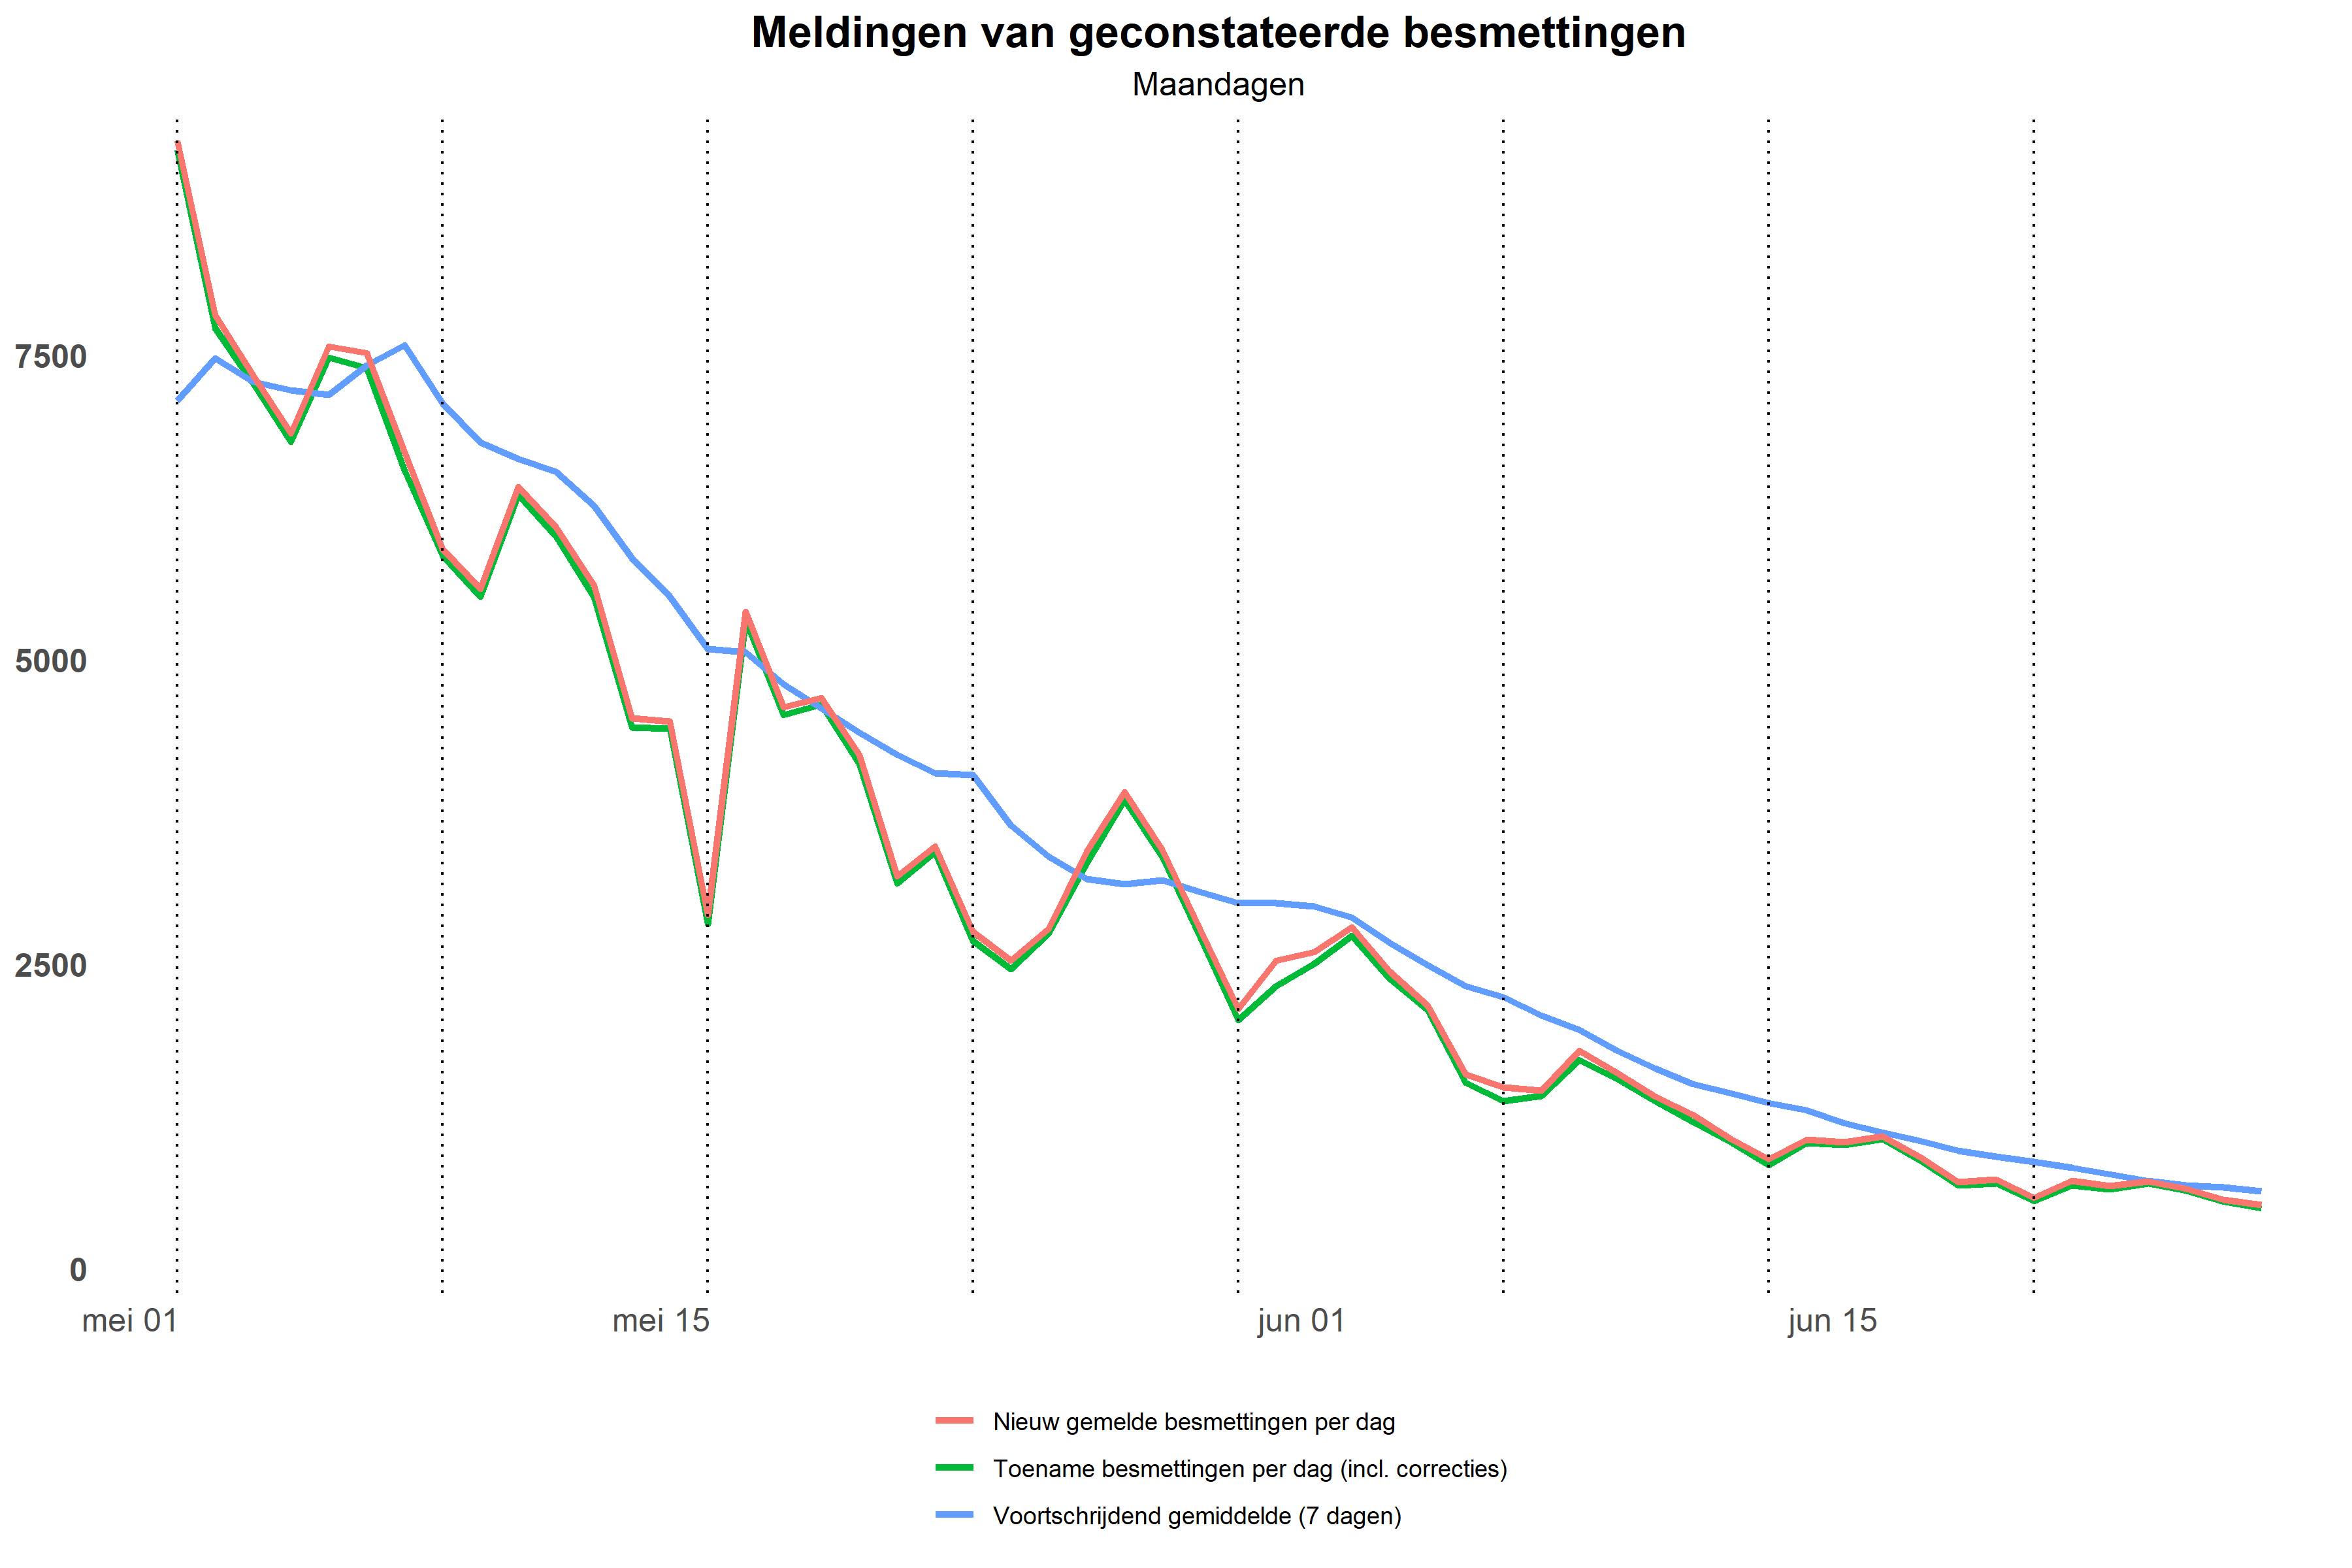 Meldingen van geconstateerde besmettingen
Maandagen
7500
5000
2500
0
mei 01 mei 15 jun 01 jun 15
Nieuw gemelde besmettingen per dag
Toename besmettingen per dag (incl. correcties)
Voortschrijdend gemiddelde (7 dagen)